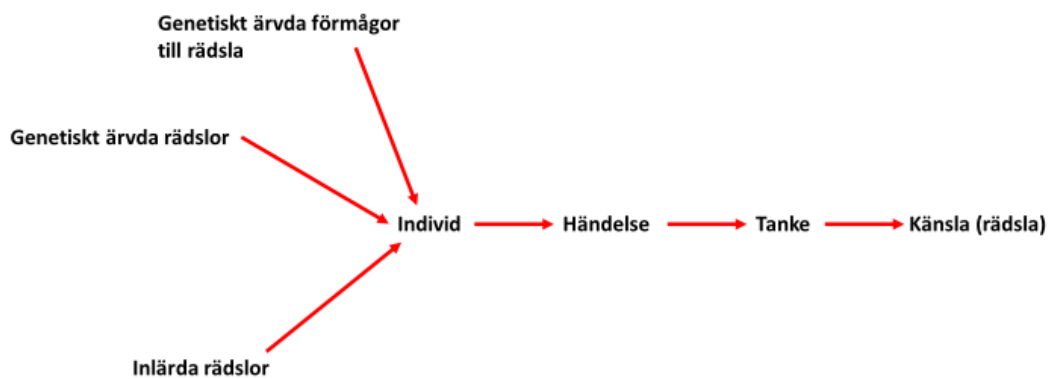 Genetiskt ärvda förmågor
till rädsla
Genetiskt ärvda rädslor
Individ
Händelse
Tanke
Känsla (rädsla)
Inlärda rädslor